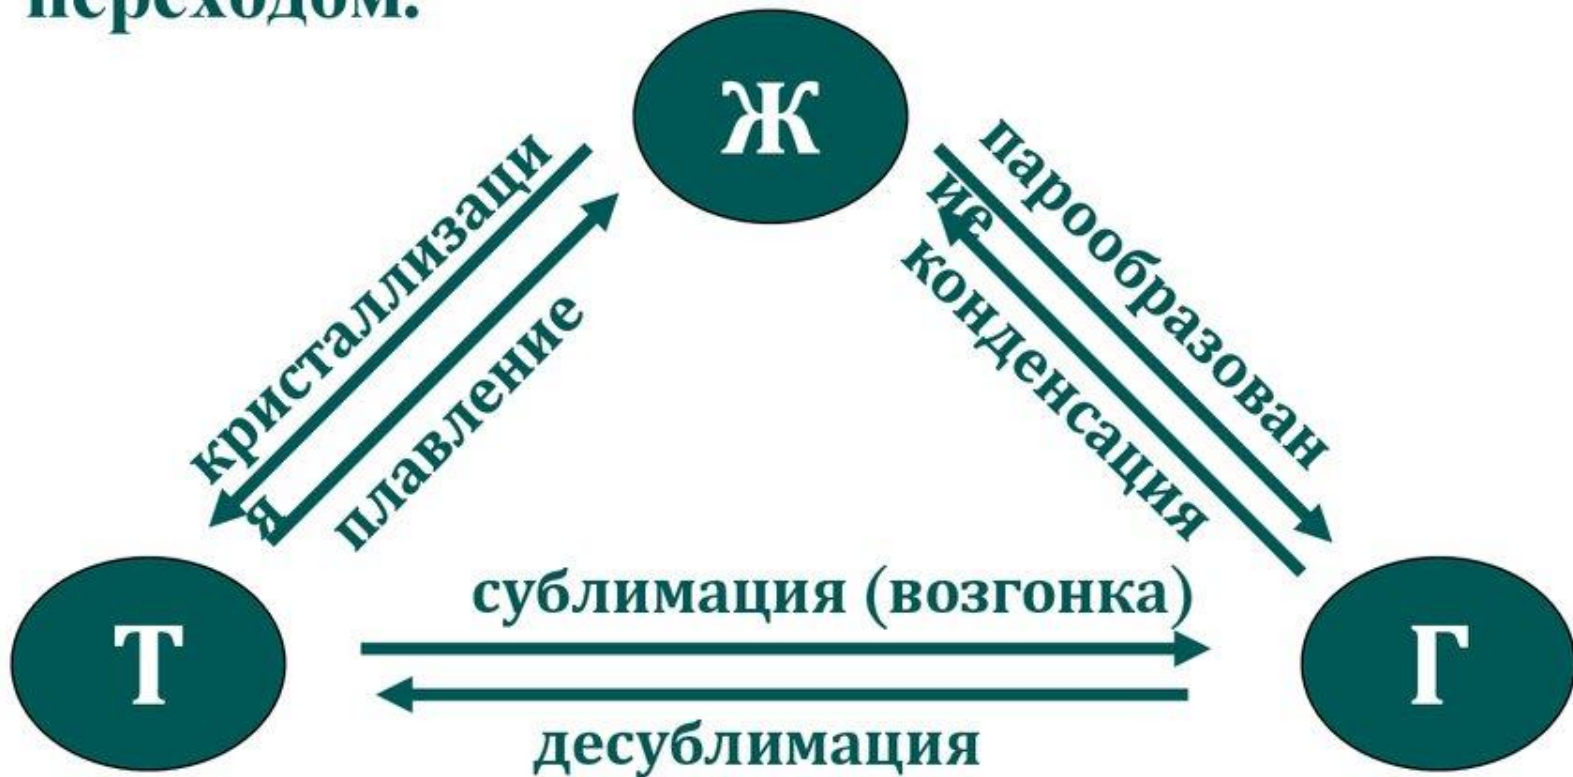 переходом.
Ж
кристаллизаци
я
плавление
парообразован
ие
конденсация
сублимация (возгонка)
Т
Г
десублимация